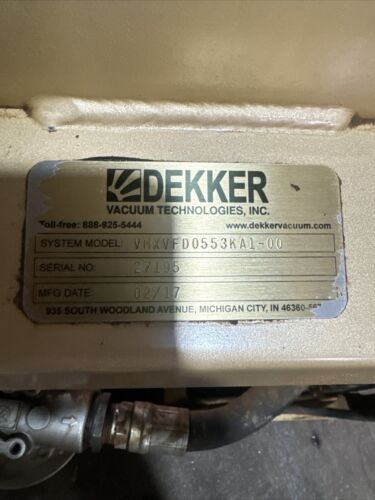 DEKKER
VACUUM TECHNOLOGIES, INC.
Toll-free: 888-925-5444 www.dekkervacuum.com
SYSTEM MODEL: VMXVFD0553KA1-00
SERIAL NO: 27195
MFG DATE: 02/17
935 SOUTH WOODLAND AVENUE, MICHIGAN CITY, IN